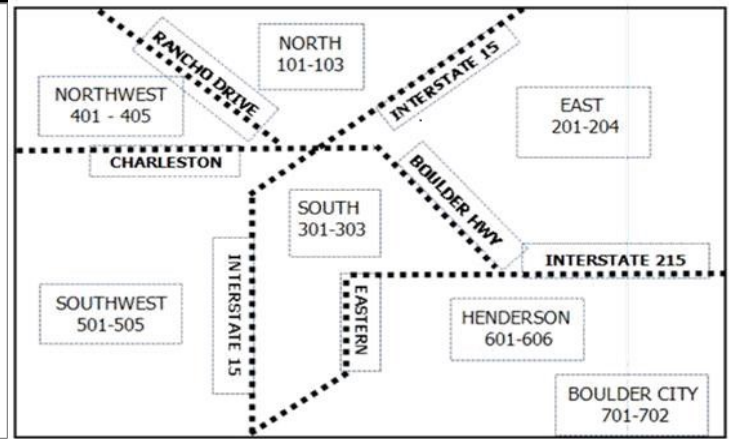 NORTH
101-103
RANCHO DRIVE
INTERSTATE 15
NORTHWEST
401 - 405
EAST
201-204
CHARLESTON
BOULDER HWY
SOUTH
301-303
INTERSTATE 215
INTERSTATE 15
EASTERN
SOUTHWEST
501-505
HENDERSON
601-606
BOULDER CITY
701-702